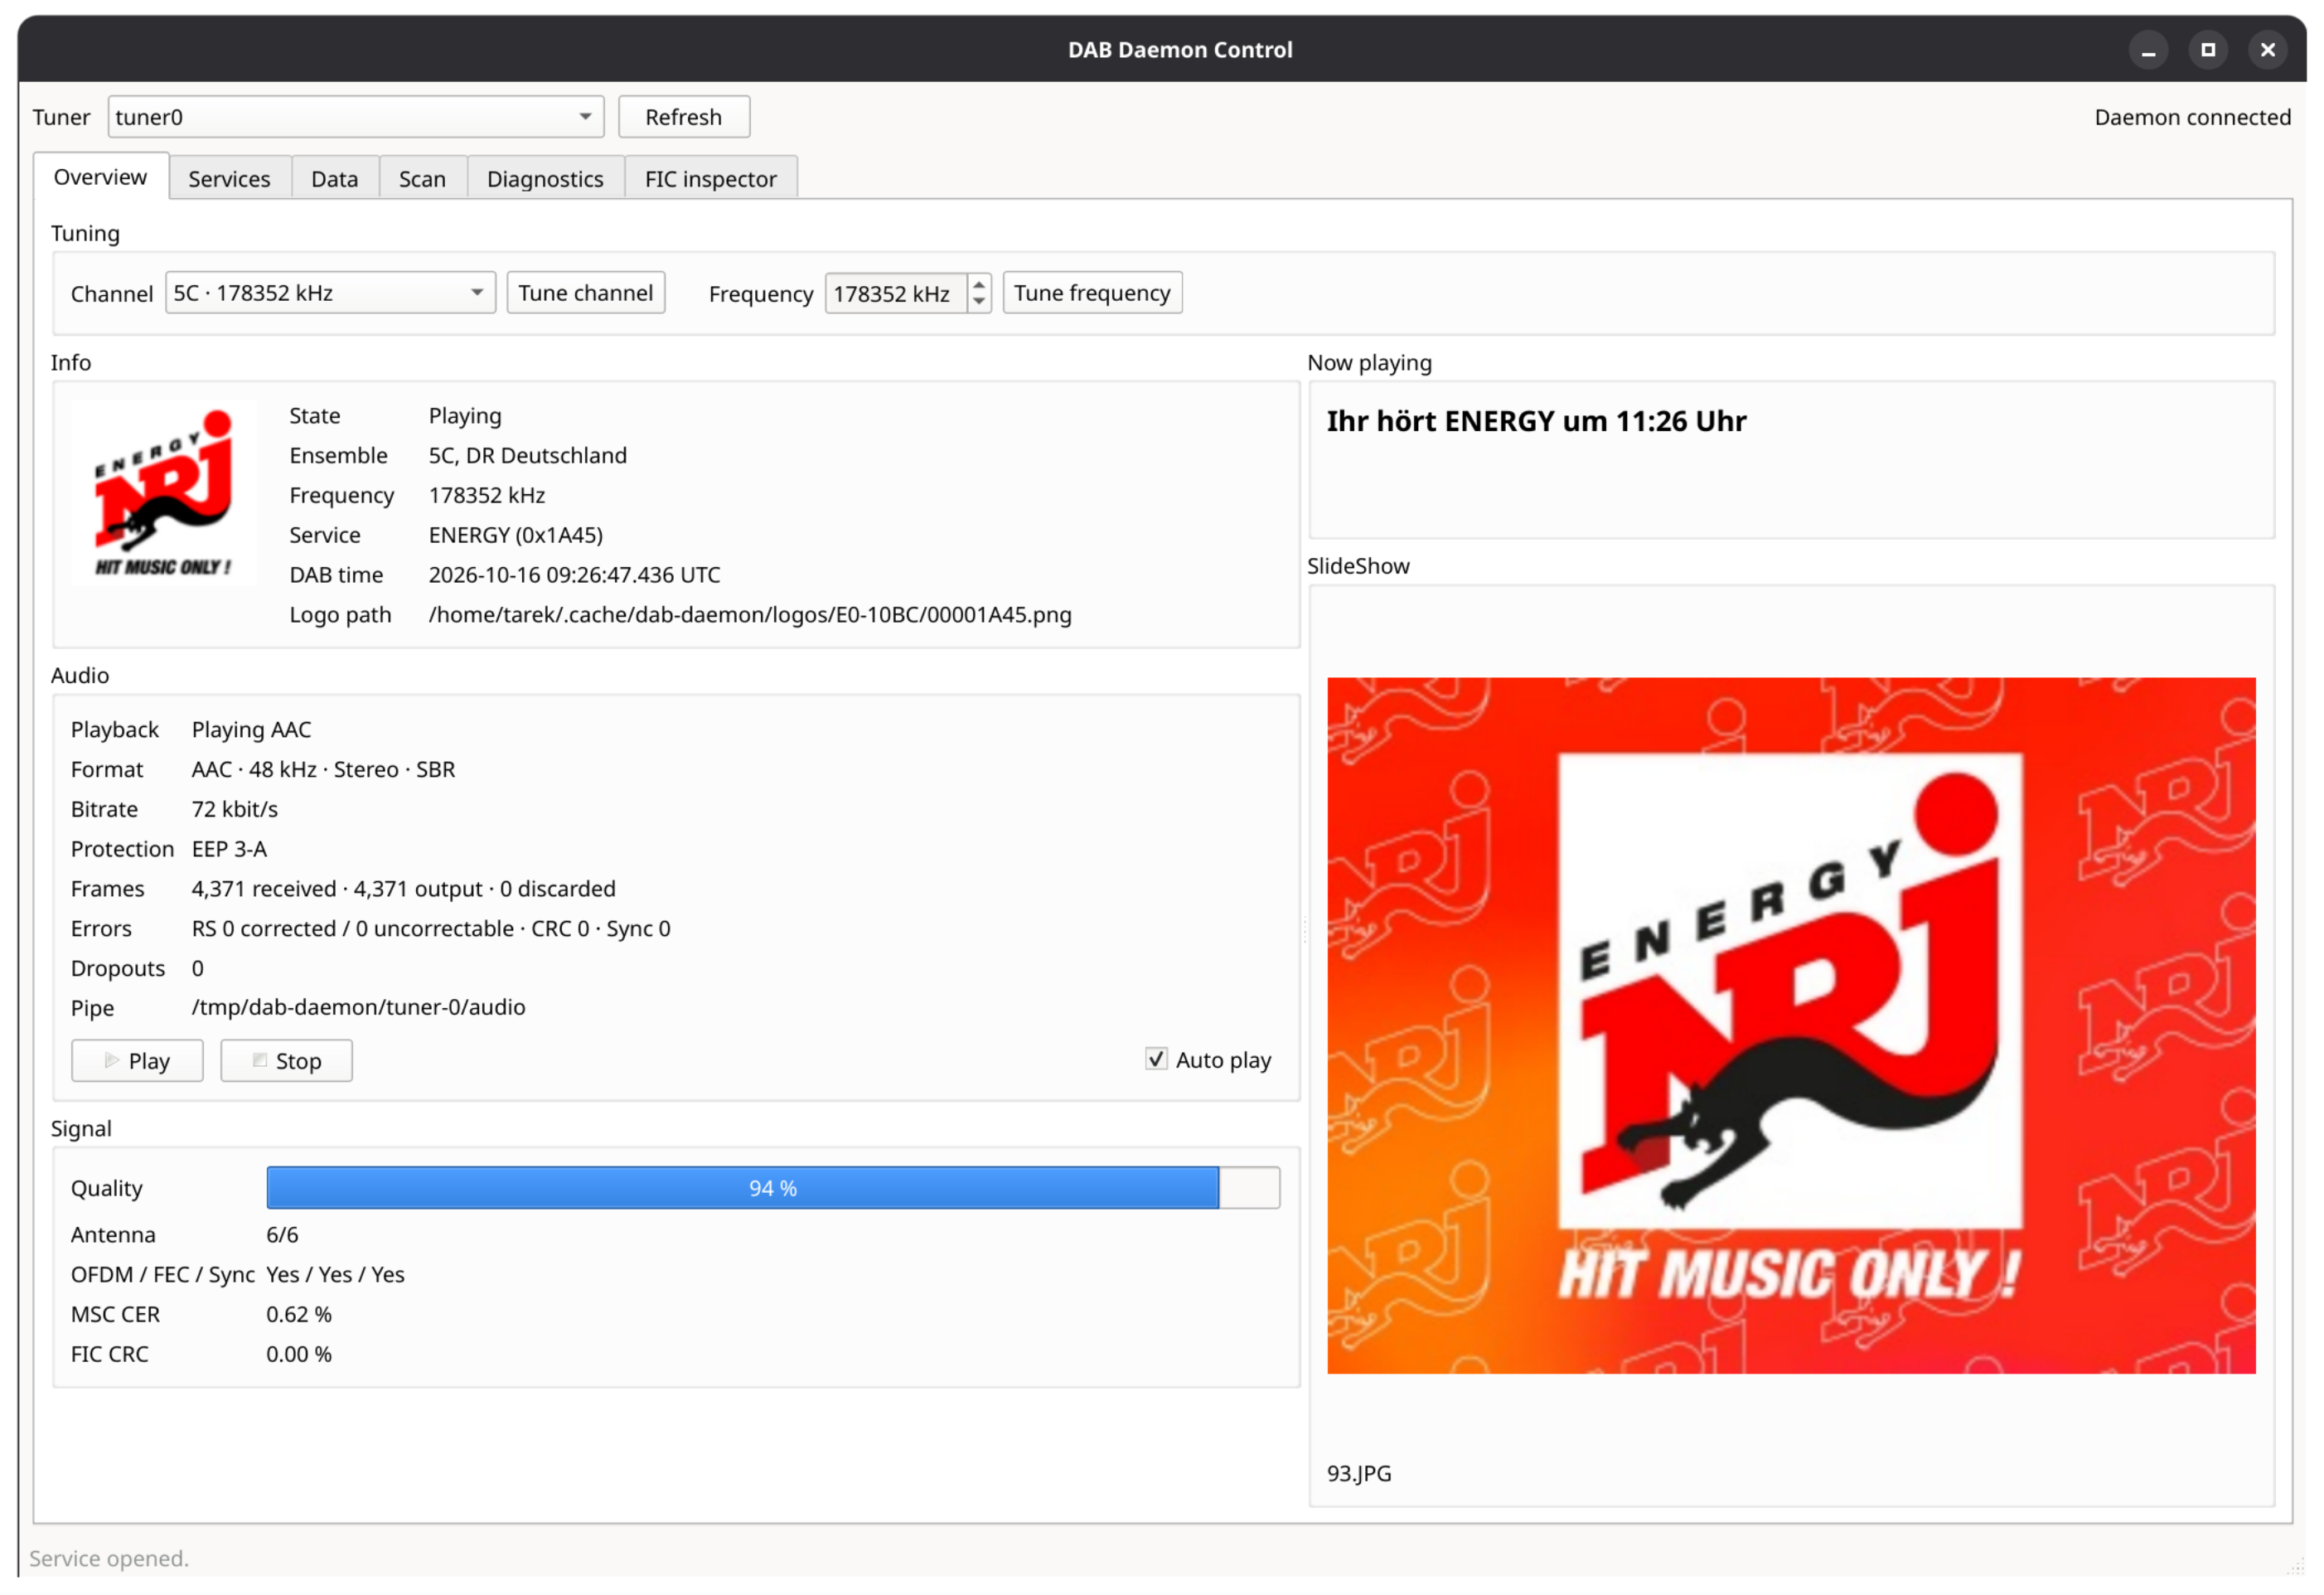 DAB Daemon Control
Tuner tuner0 Refresh Daemon connected
Overview Services Data Scan Diagnostics FIC inspector
Tuning
Channel 5C · 178352 kHz Tune channel Frequency 178352 kHz Tune frequency
Info
ENERGY
NRJ
HIT MUSIC ONLY !
State Playing
Ensemble 5C, DR Deutschland
Frequency 178352 kHz
Service ENERGY (0x1A45)
DAB time 2026-10-16 09:26:47.436 UTC
Logo path /home/tarek/.cache/dab-daemon/logos/E0-10BC/00001A45.png
Audio
Playback Playing AAC
Format AAC · 48 kHz · Stereo · SBR
Bitrate 72 kbit/s
Protection EEP 3-A
Frames 4,371 received · 4,371 output · 0 discarded
Errors RS 0 corrected / 0 uncorrectable · CRC 0 · Sync 0
Dropouts 0
Pipe /tmp/dab-daemon/tuner-0/audio
Play Stop Auto play
Signal
Quality 94 %
Antenna 6/6
OFDM / FEC / Sync Yes / Yes / Yes
MSC CER 0.62 %
FIC CRC 0.00 %
Now playing
Ihr hört ENERGY um 11:26 Uhr
SlideShow
ENERGY
NRJ
HIT MUSIC ONLY !
93.JPG
Service opened.